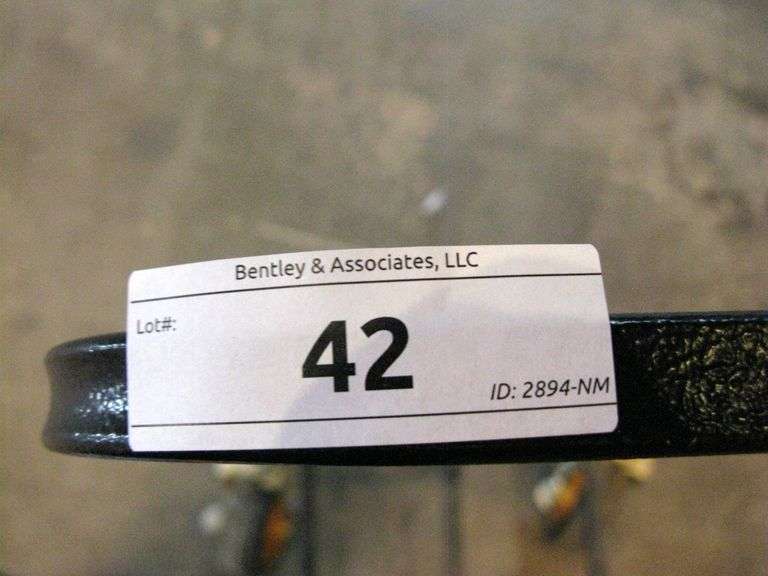 Bentley & Associates, LLC
Lot#:
42
ID: 2894-NM